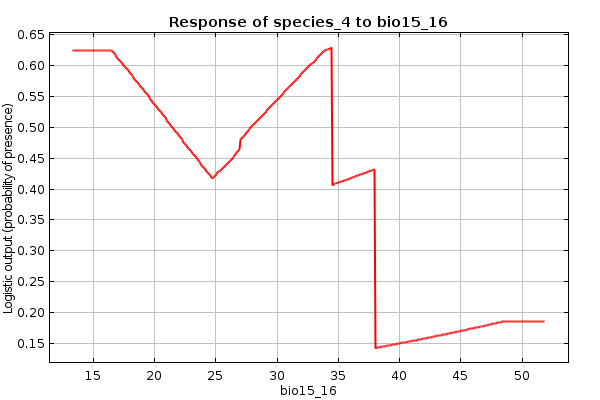 Response of species_4 to bio15_16
Logistic output (probability of presence)
0.65
0.60
0.55
0.50
0.45
0.40
0.35
0.30
0.25
0.20
0.15
15 20 25 30 35 40 45 50
bio15_16